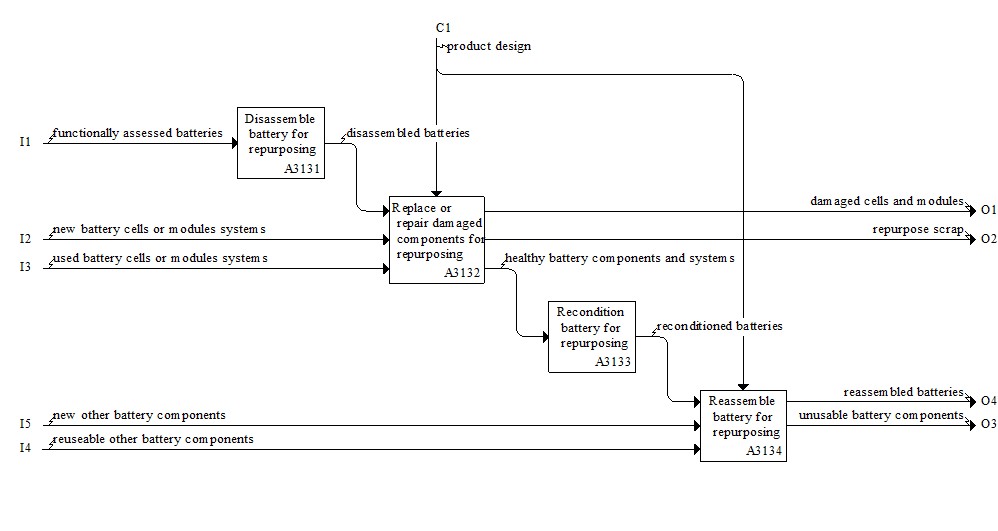 C1
product design
I1
functionally assessed batteries
Disassemble
battery for
repurposing
A3131
disassembled batteries
I2
new battery cells or modules systems
I3
used battery cells or modules systems
Replace or
repair damaged
components for
repurposing
A3132
damaged cells and modules
O1
repurpose scrap
O2
healthy battery components and systems
Recondition
battery for
repurposing
A3133
reconditioned batteries
I5
new other battery components
I4
reuseable other battery components
Reassemble
battery for
repurposing
A3134
reassembled batteries
O4
unusable battery components
O3